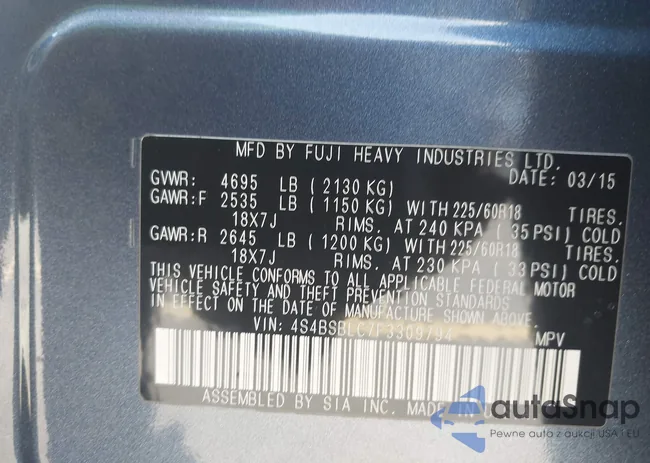 MFD BY FUJI HEAVY INDUSTRIES LTD.
GVWR: 4695 LB ( 2130 KG) DATE: 03/15
GAWR:F 2535 LB ( 1150 KG) WITH 225/60R18 TIRES.
18X7J RIMS. AT 240 KPA ( 35 PSI) COLD
GAWR:R 2645 LB ( 1200 KG) WITH 225/60R18 TIRES.
18X7J RIMS. AT 230 KPA ( 33 PSI) COLD
THIS VEHICLE CONFORMS TO ALL APPLICABLE FEDERAL MOTOR
VEHICLE SAFETY AND THEFT PREVENTION STANDARDS
IN EFFECT ON THE DATE OF MANUFACTURE SHOWN ABOVE.
VIN: MPV
ASSEMBLED BY SIA INC. MADE IN
autoSnap
Pewne auta z aukcji USA i EU